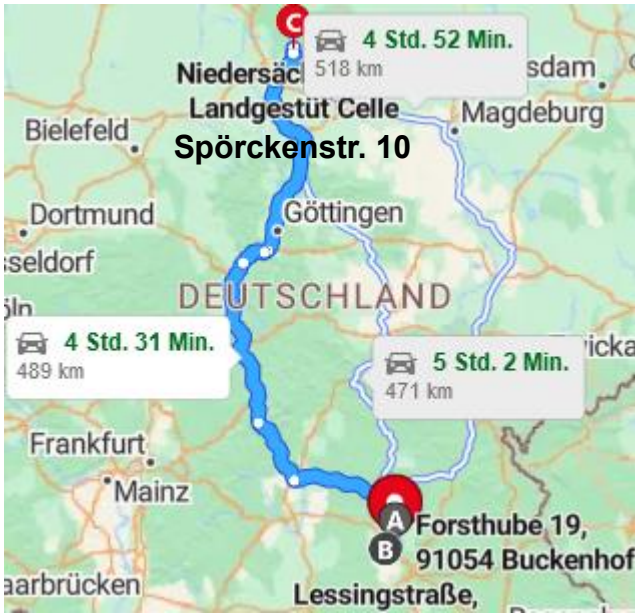 C
4 Std. 52 Min.
518 km
sdam
Niedersäc
Landgestüt Celle
Magdeburg
Bielefeld
Spörckenstr. 10
Dortmund
Göttingen
sseldorf
DEUTSCHLAND
öln
4 Std. 31 Min.
489 km
5 Std. 2 Min.
471 km
wicka
Frankfurt
Mainz
A
Forsthube 19,
B
91054 Buckenhof
aarbrücken
Lessingstraße,